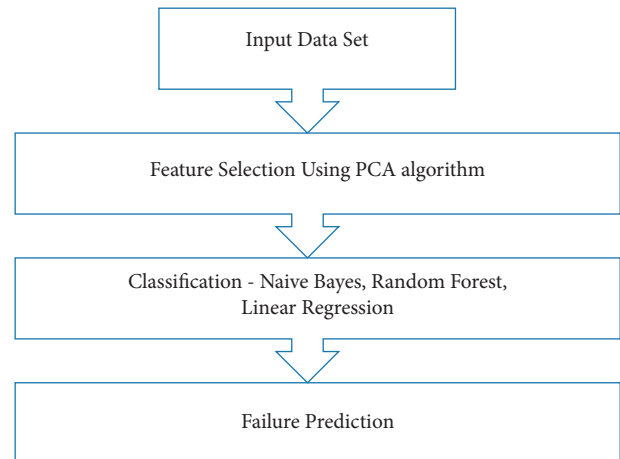 Input Data Set
Feature Selection Using PCA algorithm
Classification - Naive Bayes, Random Forest,
Linear Regression
Failure Prediction